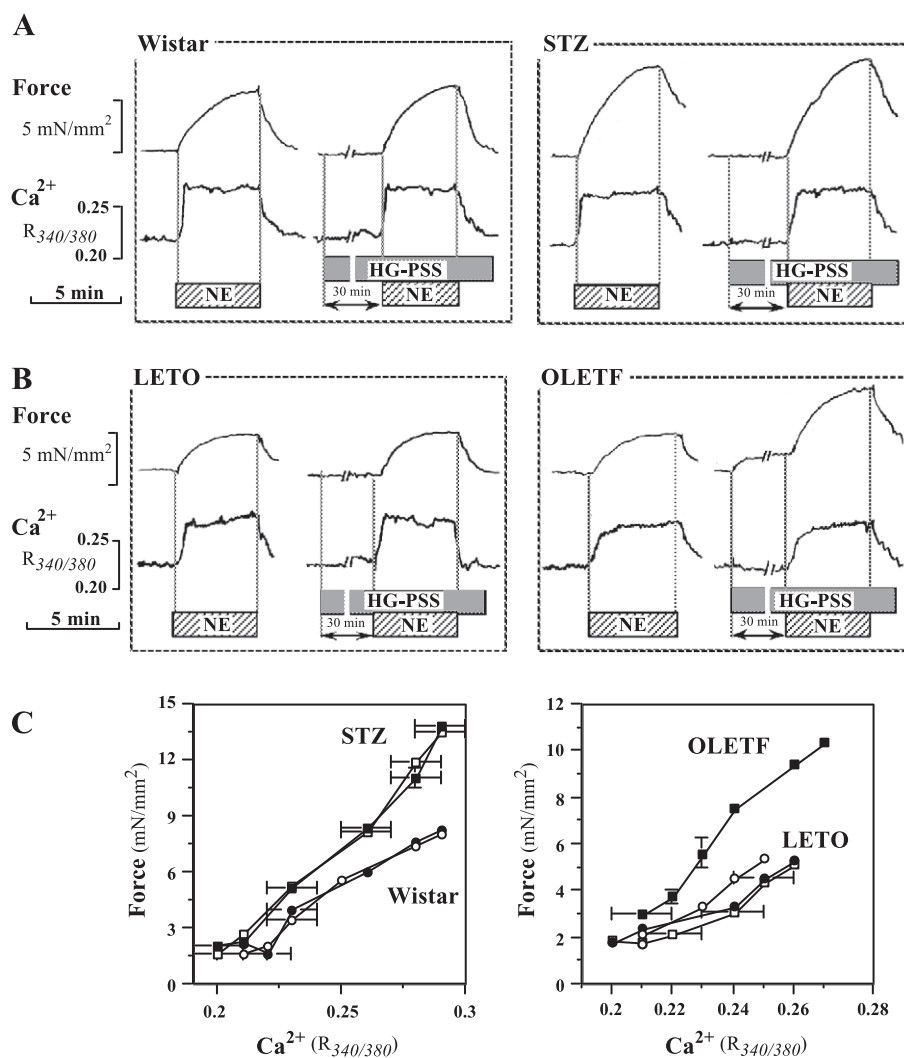 A
Wistar
STZ
Force
5 mN/mm²
Ca²⁺
R340/380
0.25
0.20
5 min
HG-PSS
30 min
NE
NE
HG-PSS
30 min
NE
NE
B
LETO
OLETF
Force
5 mN/mm²
Ca²⁺
R340/380
0.25
0.20
5 min
HG-PSS
30 min
NE
NE
HG-PSS
30 min
NE
NE
C
15
12
9
6
3
0
Force (mN/mm²)
STZ
Wistar
0.2
0.25
0.3
Ca²⁺ (R340/380)
12
10
8
6
4
2
0
Force (mN/mm²)
OLETF
LETO
0.2
0.22
0.24
0.26
0.28
Ca²⁺ (R340/380)